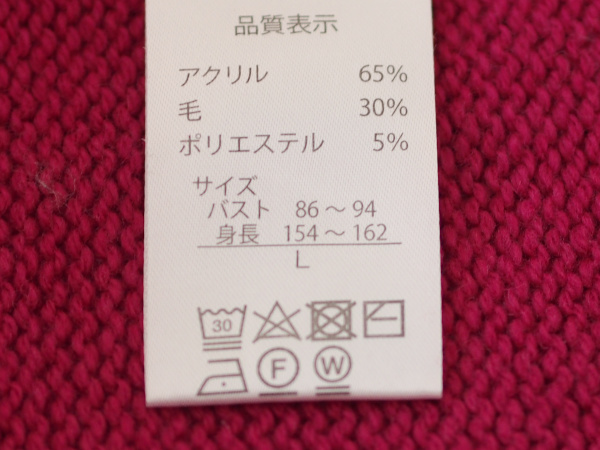 品質表示
アクリル 65%
毛 30%
ポリエステル 5%
サイズ
バスト 86～94
身長 154～162
L
30
F W